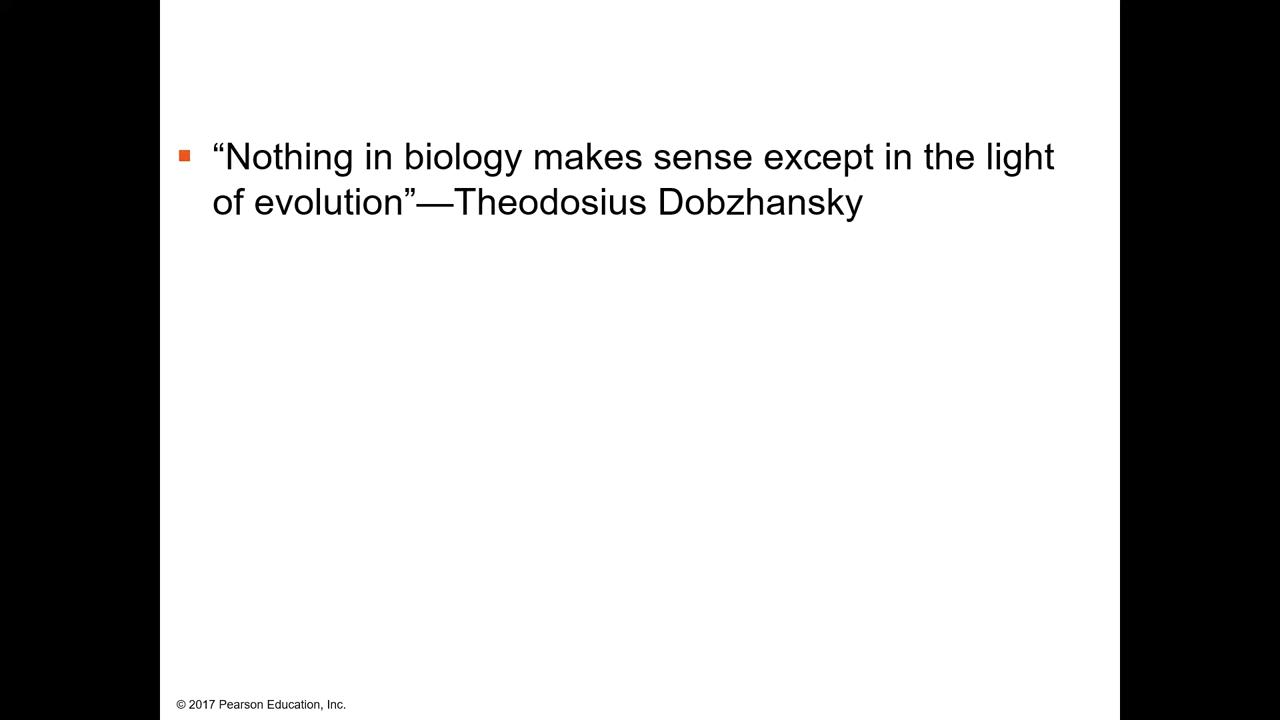 “Nothing in biology makes sense except in the light
of evolution”—Theodosius Dobzhansky
© 2017 Pearson Education, Inc.